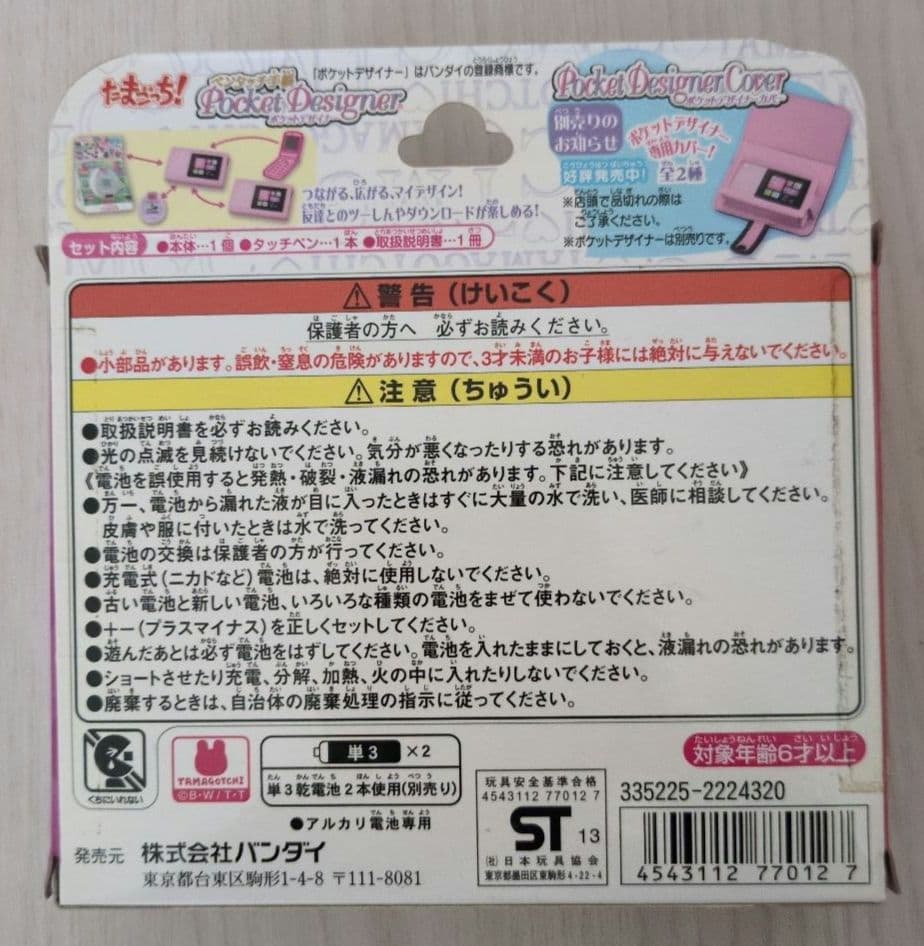 たまごっち!
ペンタッチ手帳
Pocket Designer
ポケットデザイナー
「ポケットデザイナー」はバンダイの登録商標です。
つながる、広がる、マイデザイン!
友達とのツーしんやダウンロードが楽しめる!
Pocket Designer Cover
ポケットデザイナーカバー
別売りの
お知らせ
好評発売中!
ポケットデザイナー
専用カバー!
全2種
※店頭で品切れの際は
ご了承ください。
※ポケットデザイナーは別売りです。
セット内容 ●本体…1個 ●タッチペン…1本 ●取扱説明書…1冊
⚠警告(けいこく)
保護者の方へ 必ずお読みください。
●小部品があります。誤飲・窒息の危険がありますので、3才未満のお子様には絶対に与えないでください。
⚠注意(ちゅうい)
●取扱説明書を必ずお読みください。
●光の点滅を見続けないでください。気分が悪くなったりする恐れがあります。
《電池を誤使用すると発熱・破裂・液漏れの恐れがあります。下記に注意してください》
●万一、電池から漏れた液が目に入ったときはすぐに大量の水で洗い、医師に相談してください。
皮膚や服に付いたときは水で洗ってください。
●電池の交換は保護者の方が行ってください。
●充電式(ニカドなど)電池は、絶対に使用しないでください。
●古い電池と新しい電池、いろいろな種類の電池をまぜて使わないでください。
●+-(プラスマイナス)を正しくセットしてください。
●遊んだあとは必ず電池をはずしてください。電池を入れたままにしておくと、液漏れの恐れがあります。
●ショートさせたり充電、分解、加熱、火の中に入れたりしないでください。
●廃棄するときは、自治体の廃棄処理の指示に従ってください。
くちにいれない
TAMAGOTCHI
©B・W/T・T
単3 ×2
単3乾電池2本使用(別売り)
●アルカリ電池専用
対象年齢6才以上
玩具安全基準合格
4543112 77012 7
ST 13
(社)日本玩具協会
東京都墨田区東駒形4-22-4
335225-2224320
4543112 770127
発売元 株式会社バンダイ
東京都台東区駒形1-4-8 〒111-8081